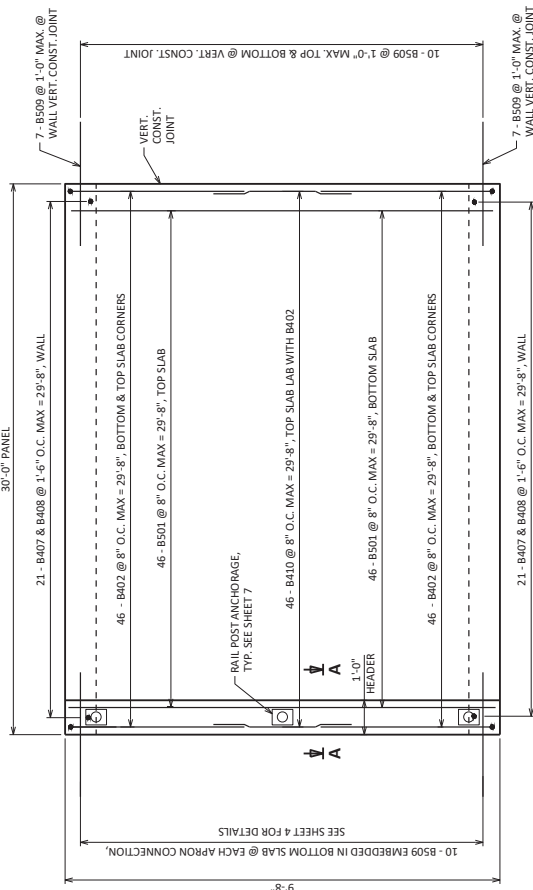 30'-0" PANEL
21 - B407 & B408 @ 1'-6" O.C. MAX = 29'-8", WALL
46 - B402 @ 8" O.C. MAX = 29'-8", BOTTOM & TOP SLAB CORNERS
46 - B501 @ 8" O.C. MAX = 29'-8", TOP SLAB
46 - B410 @ 8" O.C. MAX = 29'-8", TOP SLAB LAB WITH B402
46 - B501 @ 8" O.C. MAX = 29'-8", BOTTOM SLAB
46 - B402 @ 8" O.C. MAX = 29'-8", BOTTOM & TOP SLAB CORNERS
21 - B407 & B408 @ 1'-6" O.C. MAX = 29'-8", WALL
7 - B509 @ 1'-0" MAX. @
WALL VERT. CONST. JOINT
10 - B509 @ 1'-0" MAX. TOP & BOTTOM @ VERT. CONST. JOINT
VERT.
CONST.
JOINT
7 - B509 @ 1'-0" MAX. @
WALL VERT. CONST. JOINT
RAIL POST ANCHORAGE,
TYP. SEE SHEET 7
A
A
1'-0"
HEADER
10 - B509 EMBEDDED IN BOTTOM SLAB @ EACH APRON CONNECTION,
SEE SHEET 4 FOR DETAILS
9'-8"